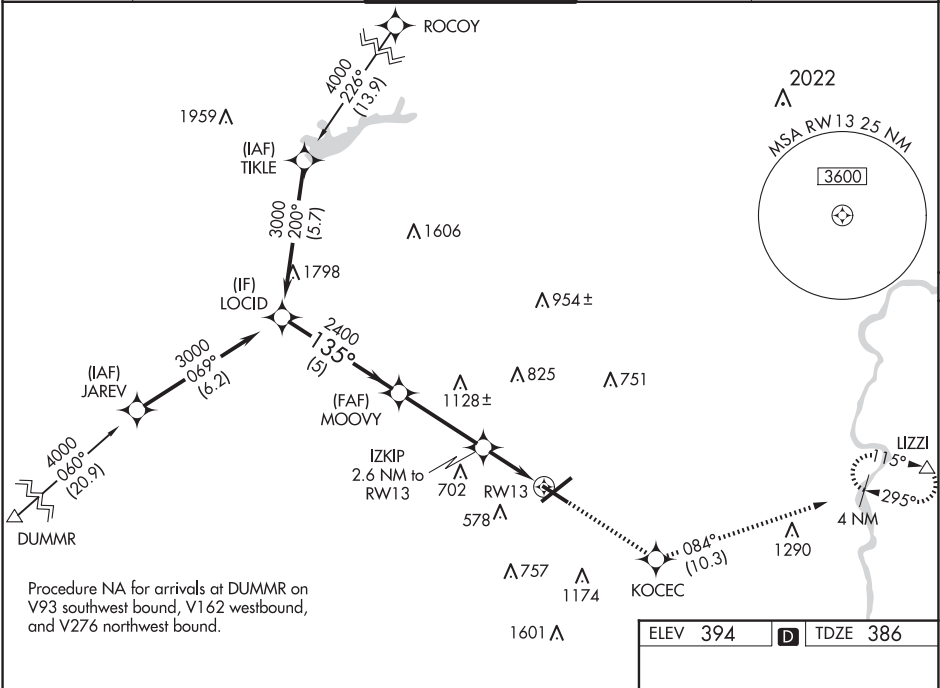 ROCOY
4000
226°
(13.9)
2022
1959
MSA RW13 25 NM
3600
(IAF)
TIKLE
3000
200°
(5.7)
1606
1798
(IF)
LOCID
954±
2400
135°
(5)
3000
069°
(6.2)
(IAF)
JAREV
825
751
1128±
(FAF)
MOOVY
4000
060°
(20.9)
IZKIP
2.6 NM to
RW13
702
RW13
578
LIZZI
115°
295°
4 NM
DUMMR
084°
(10.3)
1290
KOCEC
757
1174
Procedure NA for arrivals at DUMMR on
V93 southwest bound, V162 westbound,
and V276 northwest bound.
1601
ELEV 394 D TDZE 386